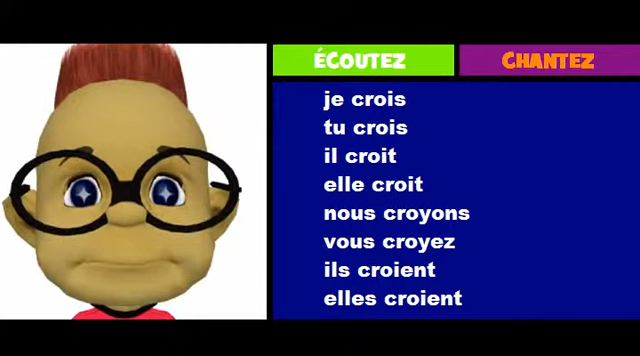 ÉCOUTEZ CHANTEZ
je crois
tu crois
il croit
elle croit
nous croyons
vous croyez
ils croient
elles croient